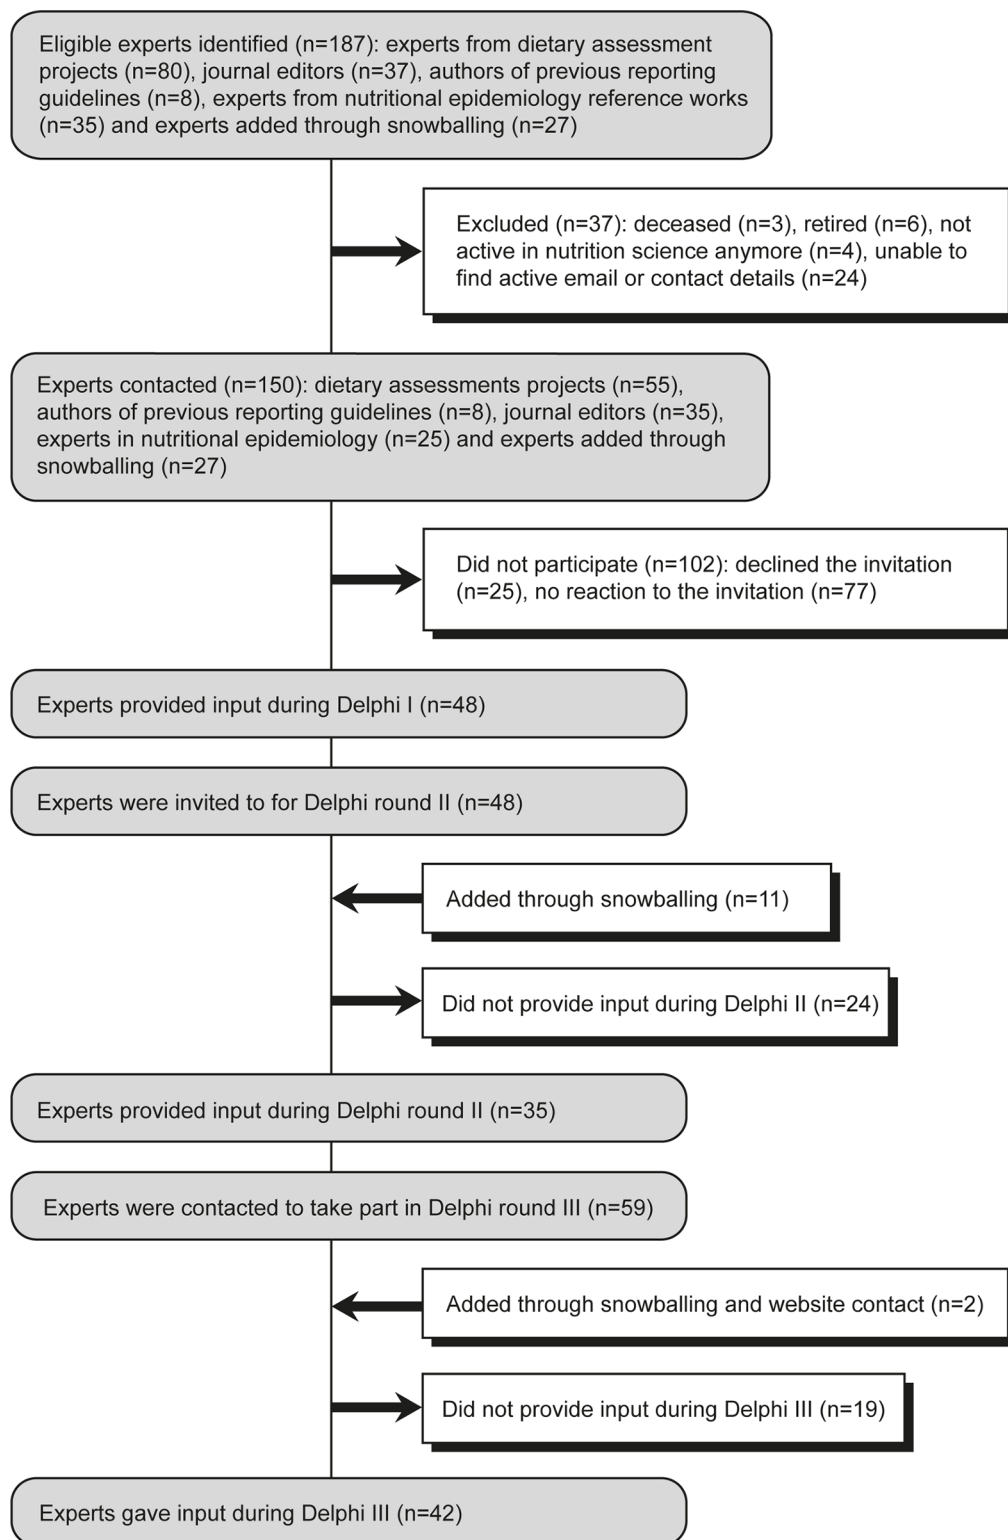 Eligible experts identified (n=187): experts from dietary assessment
projects (n=80), journal editors (n=37), authors of previous reporting
guidelines (n=8), experts from nutritional epidemiology reference works
(n=35) and experts added through snowballing (n=27)
Excluded (n=37): deceased (n=3), retired (n=6), not
active in nutrition science anymore (n=4), unable to
find active email or contact details (n=24)
Experts contacted (n=150): dietary assessments projects (n=55),
authors of previous reporting guidelines (n=8), journal editors (n=35),
experts in nutritional epidemiology (n=25) and experts added through
snowballing (n=27)
Did not participate (n=102): declined the invitation
(n=25), no reaction to the invitation (n=77)
Experts provided input during Delphi I (n=48)
Experts were invited to for Delphi round II (n=48)
Added through snowballing (n=11)
Did not provide input during Delphi II (n=24)
Experts provided input during Delphi round II (n=35)
Experts were contacted to take part in Delphi round III (n=59)
Added through snowballing and website contact (n=2)
Did not provide input during Delphi III (n=19)
Experts gave input during Delphi III (n=42)